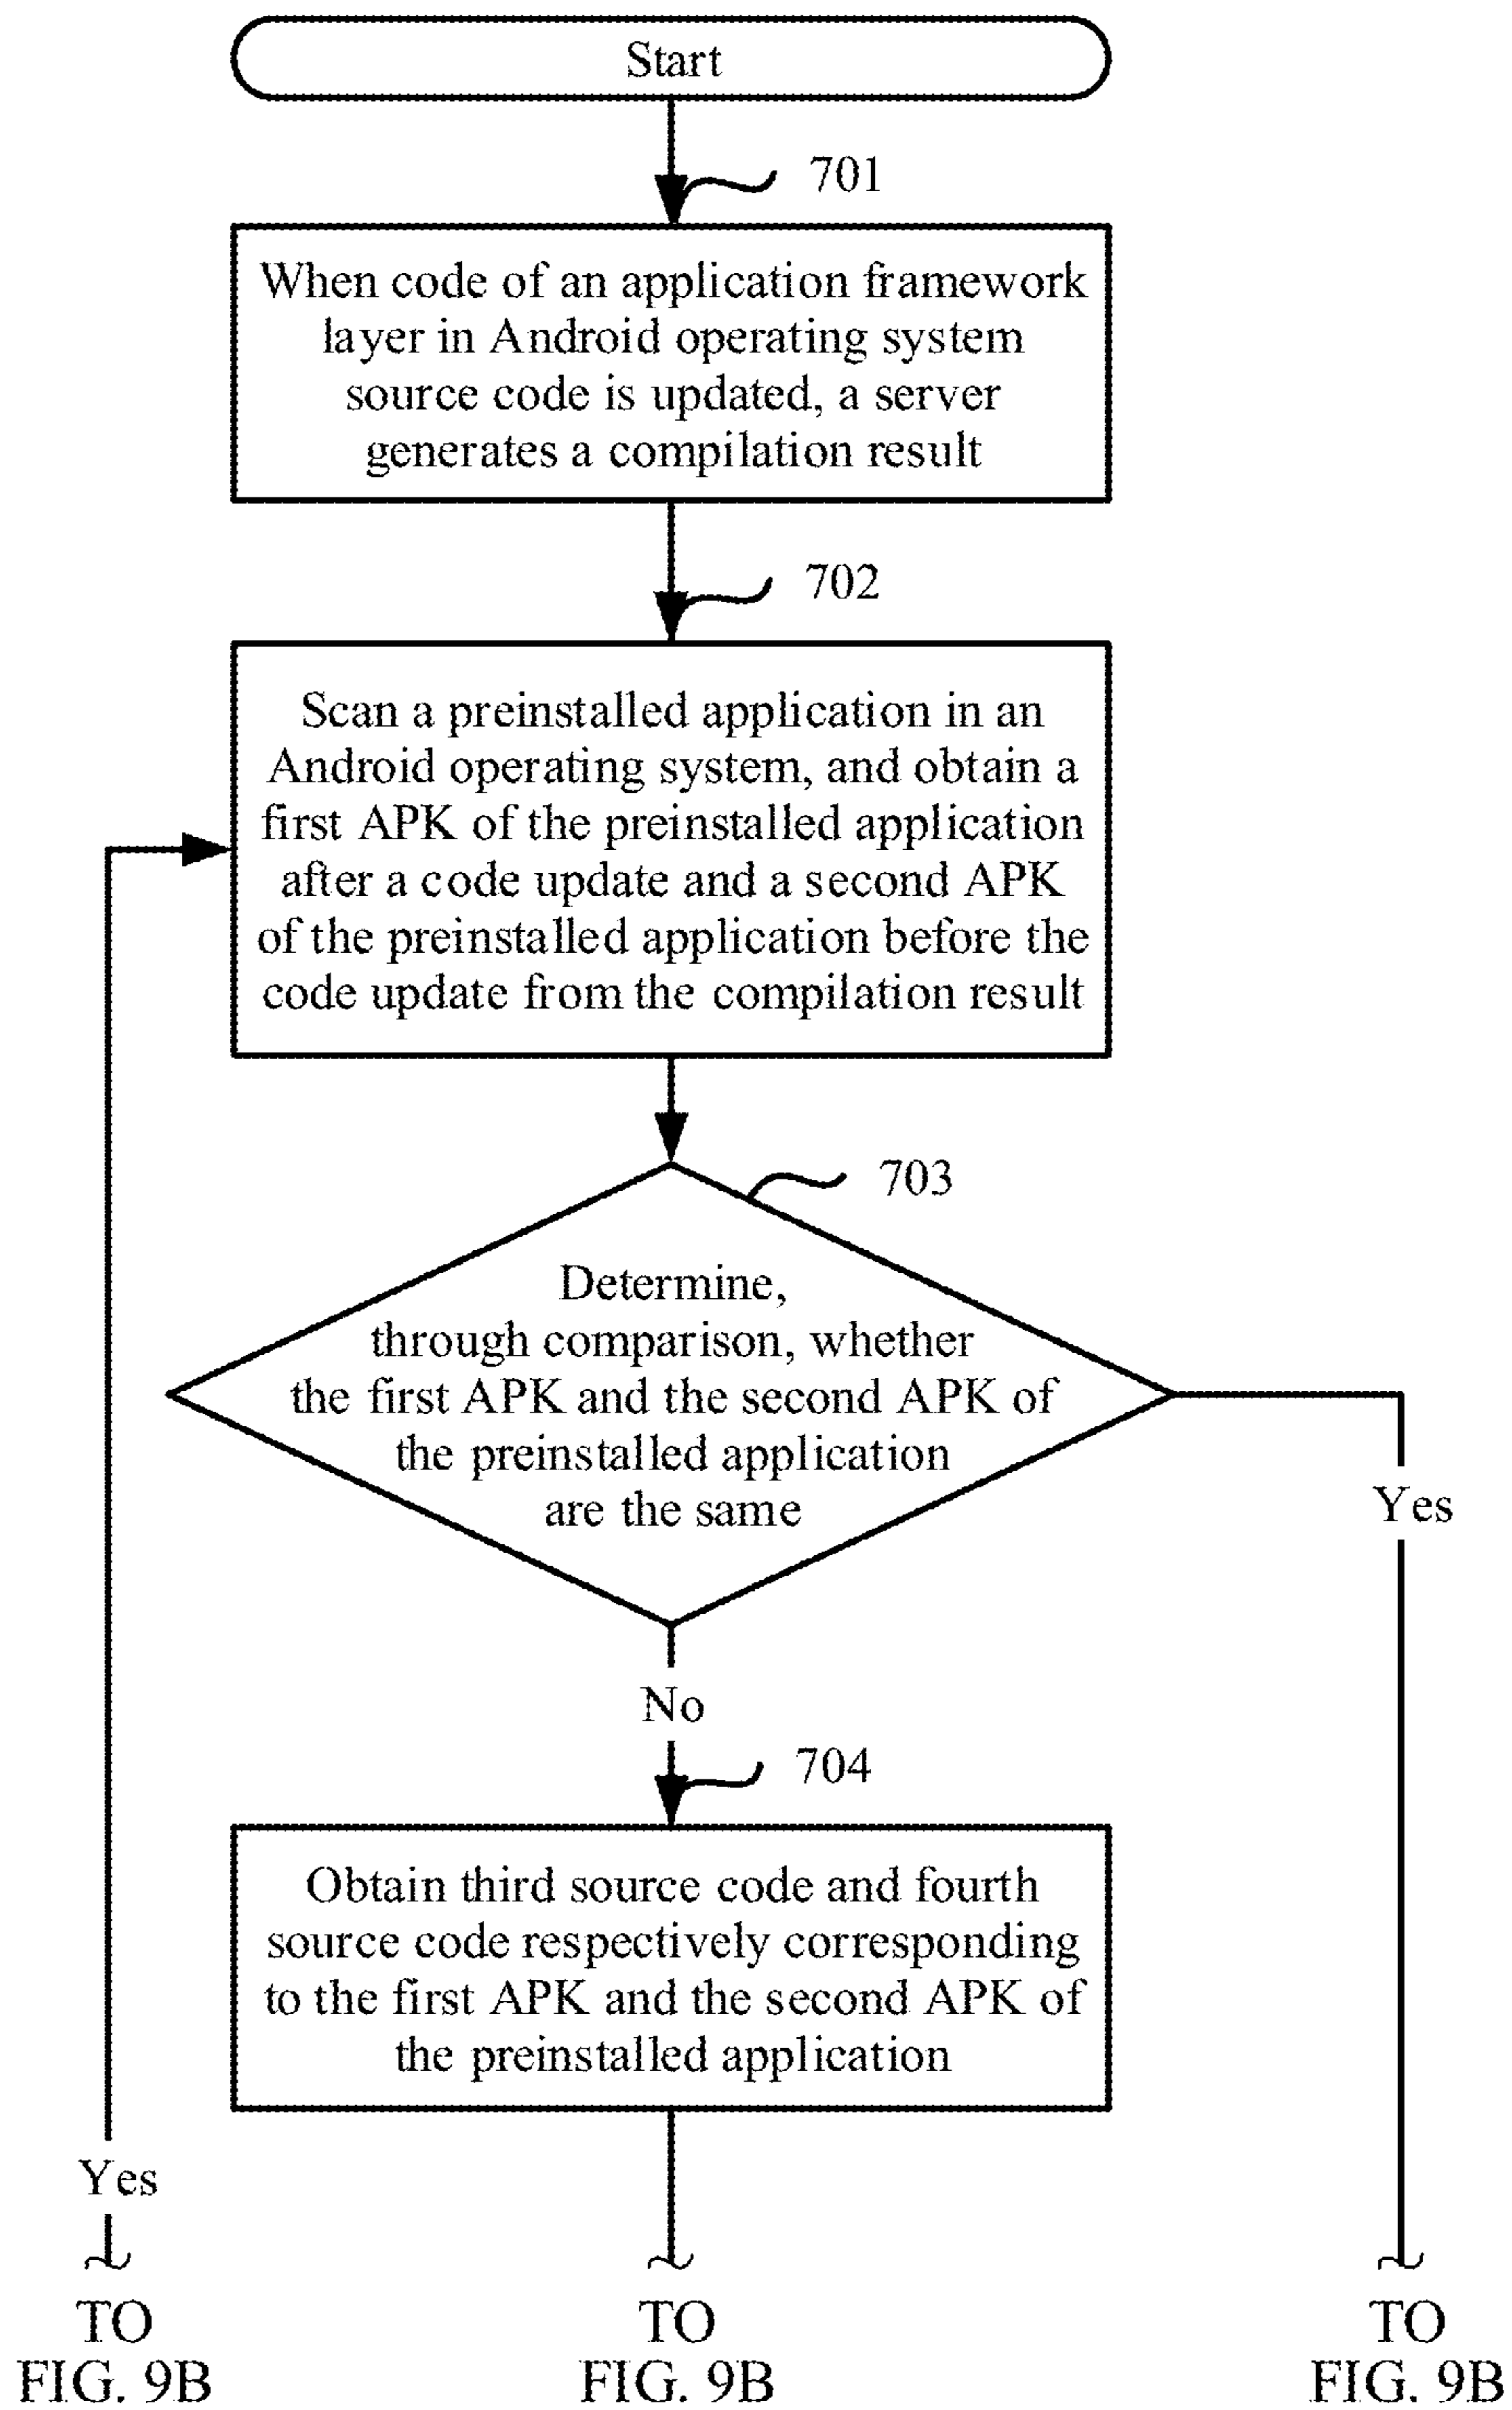 Start
701
When code of an application framework
layer in Android operating system
source code is updated, a server
generates a compilation result
702
Scan a preinstalled application in an
Android operating system, and obtain a
first APK of the preinstalled application
after a code update and a second APK
of the preinstalled application before the
code update from the compilation result
703
Determine,
through comparison, whether
the first APK and the second APK of
the preinstalled application
are the same
Yes
No
704
Obtain third source code and fourth
source code respectively corresponding
to the first APK and the second APK of
the preinstalled application
Yes
TO
FIG. 9B
TO
FIG. 9B
TO
FIG. 9B